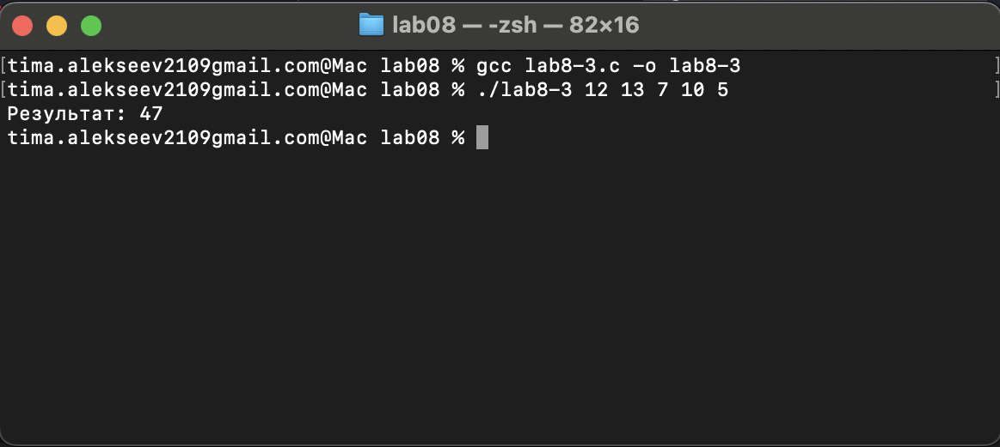 lab08 — -zsh — 82×16
[tima.alekseev2109gmail.com@Mac lab08 % gcc lab8-3.c -o lab8-3 ]
[tima.alekseev2109gmail.com@Mac lab08 % ./lab8-3 12 13 7 10 5 ]
Результат: 47
tima.alekseev2109gmail.com@Mac lab08 %